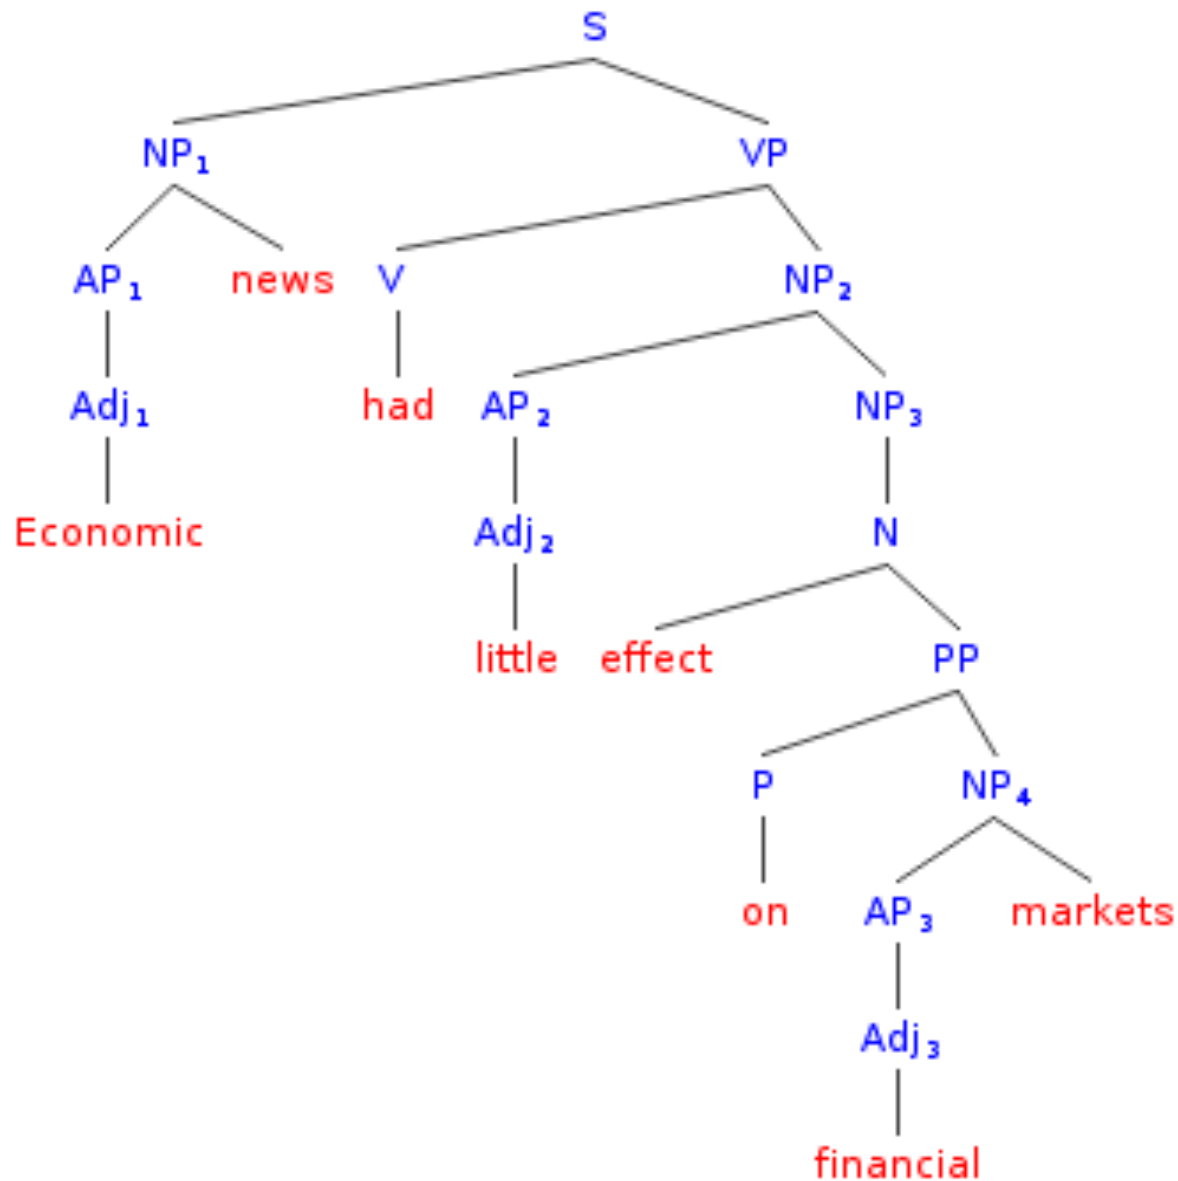 S
NP₁ VP
AP₁ news V NP₂
Adj₁ had AP₂ NP₃
Economic Adj₂ N
little effect PP
P NP₄
on AP₃ markets
Adj₃
financial